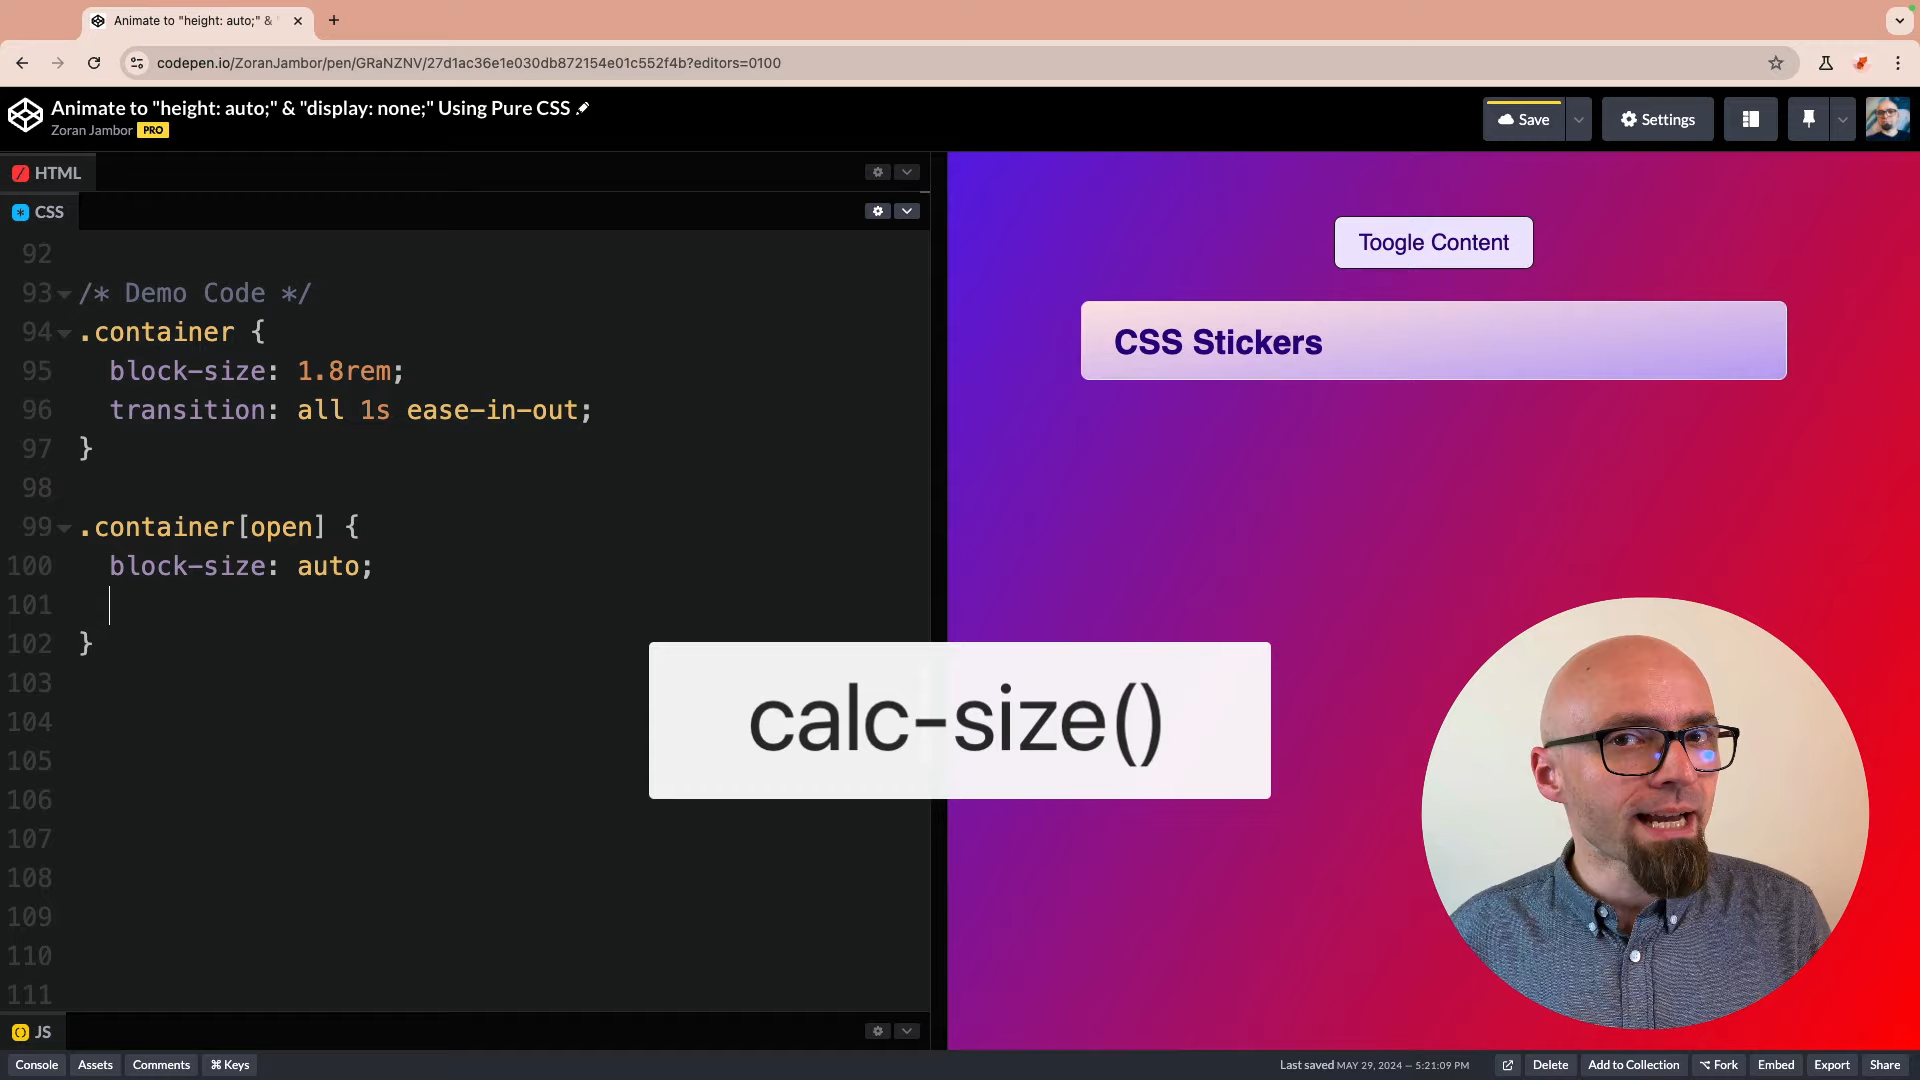 Animate to "height: auto;" &
codepen.io/ZoranJambor/pen/GRaNZNV/27d1ac36e1e030db872154e01c552f4b?editors=0100
Animate to "height: auto;" & "display: none;" Using Pure CSS
Zoran Jambor PRO
Save
Settings
HTML
CSS
92
93 /* Demo Code */
94 .container {
95 block-size: 1.8rem;
96 transition: all 1s ease-in-out;
97 }
98
99 .container[open] {
100 block-size: auto;
101
102 }
103
104
105
106
107
108
109
110
111
Toogle Content
CSS Stickers
calc-size()
JS
Console Assets Comments ⌘ Keys
Last saved MAY 29, 2024 — 5:21:09 PM
Delete Add to Collection ⌥ Fork Embed Export Share